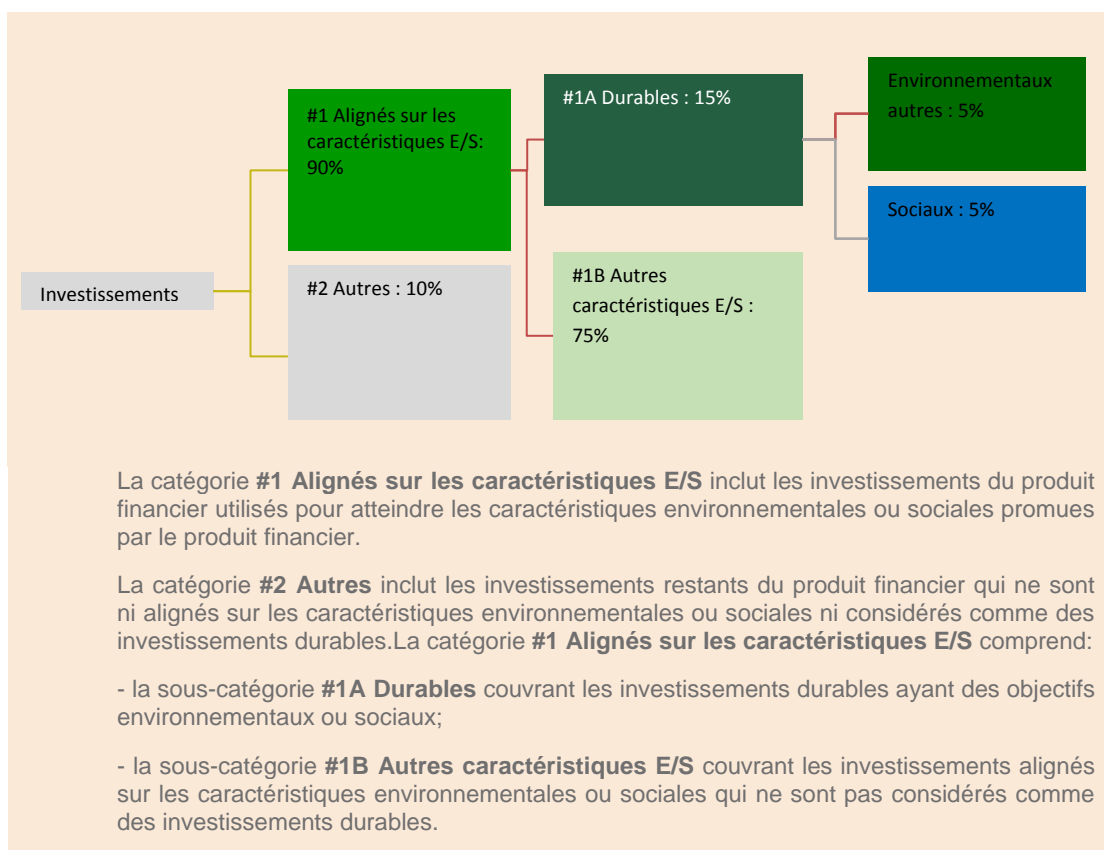 #1 Alignés sur les
caractéristiques E/S:
90%
#1A Durables : 15%
Environnementaux
autres : 5%
Sociaux : 5%
Investissements
#2 Autres : 10%
#1B Autres
caractéristiques E/S :
75%
La catégorie #1 Alignés sur les caractéristiques E/S inclut les investissements du produit
financier utilisés pour atteindre les caractéristiques environnementales ou sociales promues
par le produit financier.
La catégorie #2 Autres inclut les investissements restants du produit financier qui ne sont
ni alignés sur les caractéristiques environnementales ou sociales ni considérés comme des
investissements durables.La catégorie #1 Alignés sur les caractéristiques E/S comprend:
- la sous-catégorie #1A Durables couvrant les investissements durables ayant des objectifs
environnementaux ou sociaux;
- la sous-catégorie #1B Autres caractéristiques E/S couvrant les investissements alignés
sur les caractéristiques environnementales ou sociales qui ne sont pas considérés comme
des investissements durables.